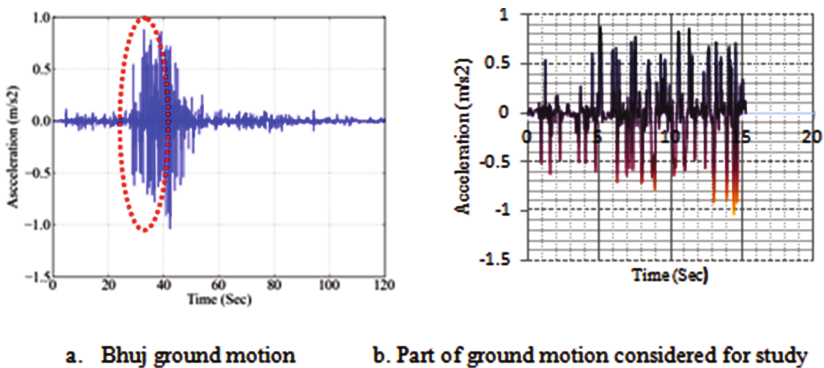 1.0
0.5
0.0
−0.5
−1.0
−1.5
Asceleration (m/s2)
0 20 40 60 80 100 120
Time (Sec)
1
0.5
0
-0.5
-1
-1.5
Acceleration (m/s2)
0 5 10 15 20
Time (Sec)
a. Bhuj ground motion
b. Part of ground motion considered for study